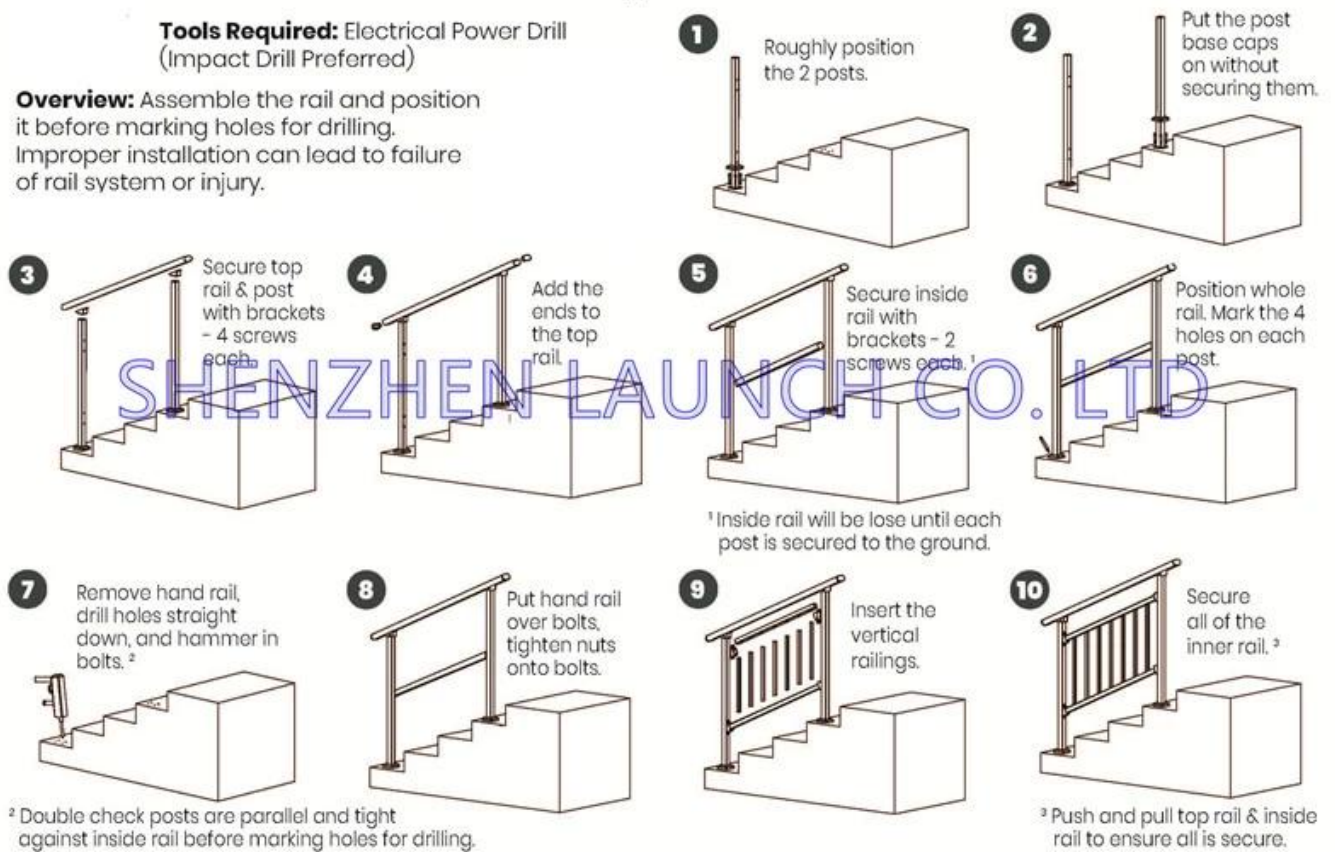 Tools Required: Electrical Power Drill
(Impact Drill Preferred)
Overview: Assemble the rail and position
it before marking holes for drilling.
Improper installation can lead to failure
of rail system or injury.
1
Roughly position
the 2 posts.
2
Put the post
base caps
on without
securing them.
3
Secure top
rail & post
with brackets
- 4 screws
each.
4
Add the
ends to
the top
rail.
5
Secure inside
rail with
brackets - 2
screws each. ¹
¹ Inside rail will be lose until each
post is secured to the ground.
6
Position whole
rail. Mark the 4
holes on each
post.
SHENZHEN LAUNCH CO. LTD
7
Remove hand rail,
drill holes straight
down, and hammer in
bolts. ²
² Double check posts are parallel and tight
against inside rail before marking holes for drilling.
8
Put hand rail
over bolts,
tighten nuts
onto bolts.
9
Insert the
vertical
railings.
10
Secure
all of the
inner rail. ³
³ Push and pull top rail & inside
rail to ensure all is secure.